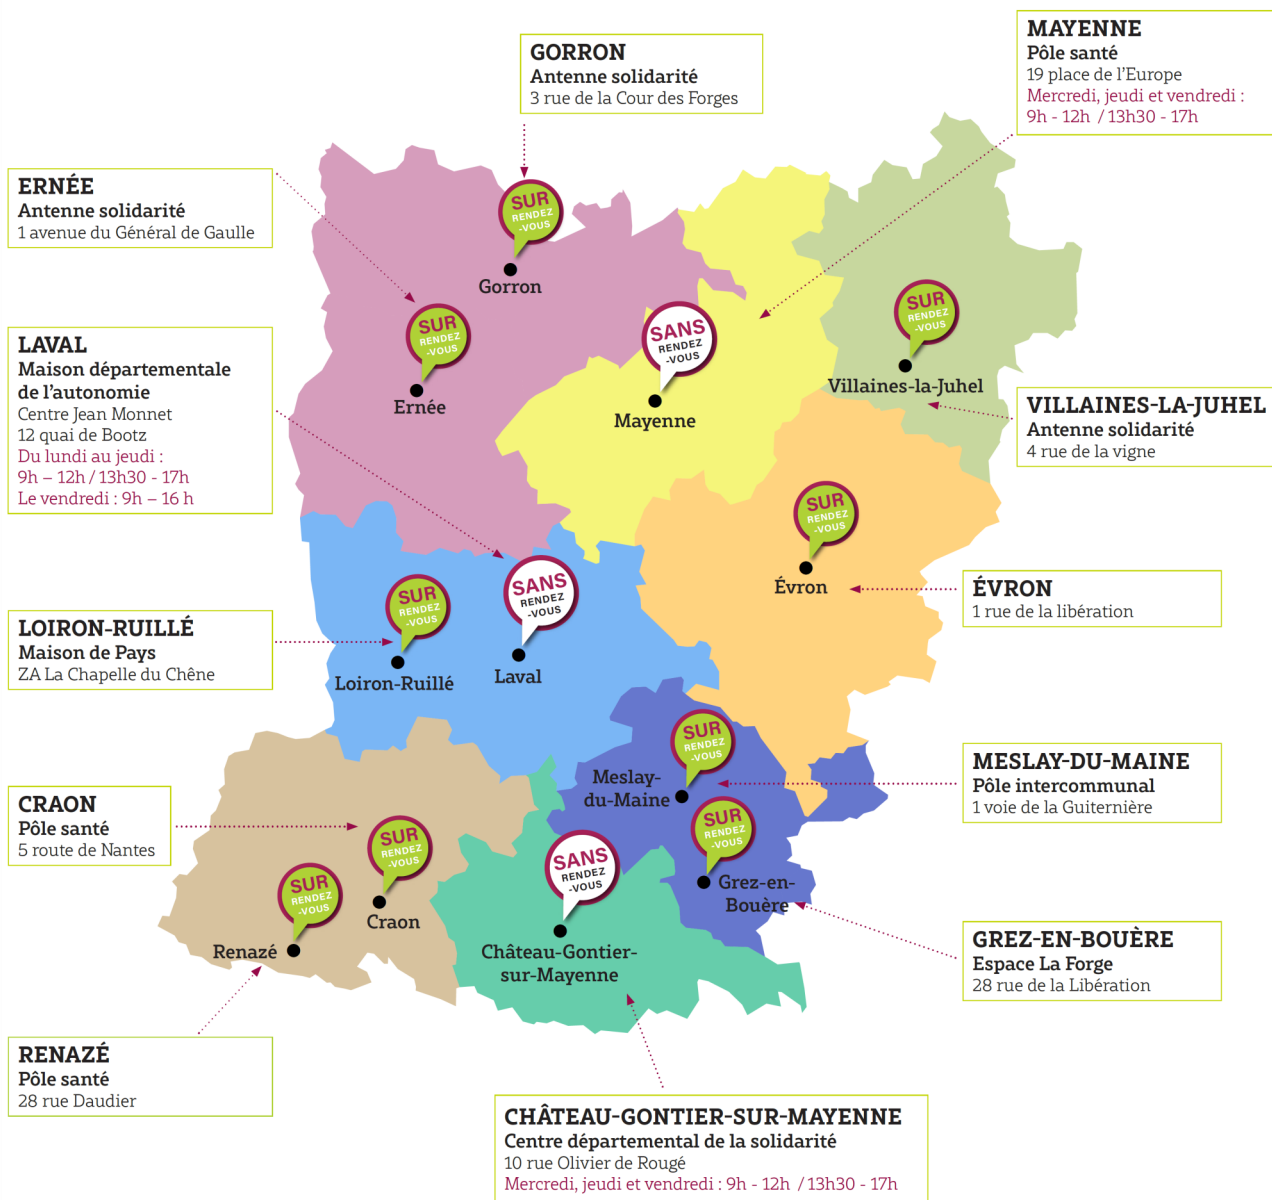 MAYENNE
Pôle santé
19 place de l'Europe
Mercredi, jeudi et vendredi :
9h - 12h / 13h30 - 17h
GORRON
Antenne solidarité
3 rue de la Cour des Forges
ERNÉE
Antenne solidarité
1 avenue du Général de Gaulle
SUR
RENDEZ
-VOUS
Gorron
SUR
RENDEZ
-VOUS
Ernée
SANS
RENDEZ
-VOUS
Mayenne
SUR
RENDEZ
-VOUS
Villaines-la-Juhel
LAVAL
Maison départementale
de l'autonomie
Centre Jean Monnet
12 quai de Bootz
Du lundi au jeudi :
9h – 12h / 13h30 - 17h
Le vendredi : 9h – 16 h
VILLAINES-LA-JUHEL
Antenne solidarité
4 rue de la vigne
SUR
RENDEZ
-VOUS
Évron
ÉVRON
1 rue de la libération
LOIRON-RUILLÉ
Maison de Pays
ZA La Chapelle du Chêne
SUR
RENDEZ
-VOUS
Loiron-Ruillé
SANS
RENDEZ
-VOUS
Laval
SUR
RENDEZ
-VOUS
Meslay-
du-Maine
MESLAY-DU-MAINE
Pôle intercommunal
1 voie de la Guiternière
CRAON
Pôle santé
5 route de Nantes
SUR
RENDEZ
-VOUS
Craon
SUR
RENDEZ
-VOUS
Renazé
SANS
RENDEZ
-VOUS
Château-Gontier-
sur-Mayenne
SUR
RENDEZ
-VOUS
Grez-en-
Bouère
GREZ-EN-BOUÈRE
Espace La Forge
28 rue de la Libération
RENAZÉ
Pôle santé
28 rue Daudier
CHÂTEAU-GONTIER-SUR-MAYENNE
Centre départemental de la solidarité
10 rue Olivier de Rougé
Mercredi, jeudi et vendredi : 9h - 12h / 13h30 - 17h